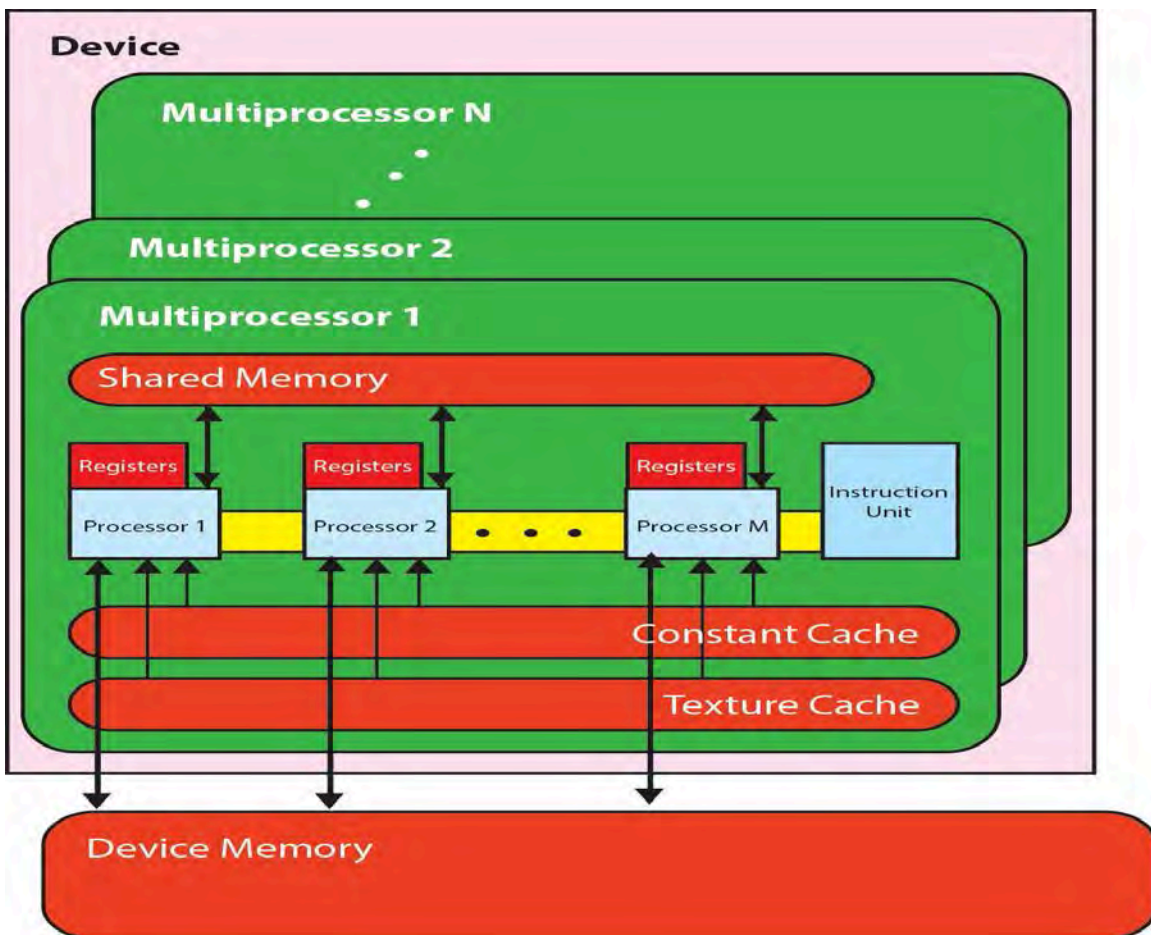 Device
Multiprocessor N
Multiprocessor 2
Multiprocessor 1
Shared Memory
Registers
Registers
Registers
Processor 1
Processor 2
Processor M
Instruction
Unit
Constant Cache
Texture Cache
Device Memory